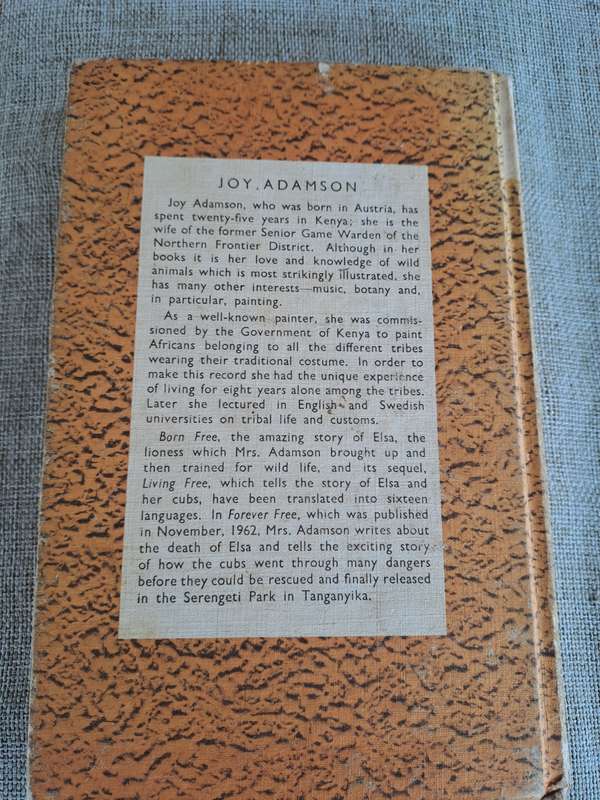 JOY ADAMSON
Joy Adamson, who was born in Austria, has
spent twenty-five years in Kenya; she is the
wife of the former Senior Game Warden of the
Northern Frontier District. Although in her
books it is her love and knowledge of wild
animals which is most strikingly illustrated, she
has many other interests—music, botany and,
in particular, painting.
As a well-known painter, she was commis-
sioned by the Government of Kenya to paint
Africans belonging to all the different tribes
wearing their traditional costume. In order to
make this record she had the unique experience
of living for eight years alone among the tribes.
Later she lectured in English and Swedish
universities on tribal life and customs.
Born Free, the amazing story of Elsa, the
lioness which Mrs. Adamson brought up and
then trained for wild life, and its sequel,
Living Free, which tells the story of Elsa and
her cubs, have been translated into sixteen
languages. In Forever Free, which was published
in November, 1962, Mrs. Adamson writes about
the death of Elsa and tells the exciting story
of how the cubs went through many dangers
before they could be rescued and finally released
in the Serengeti Park in Tanganyika.